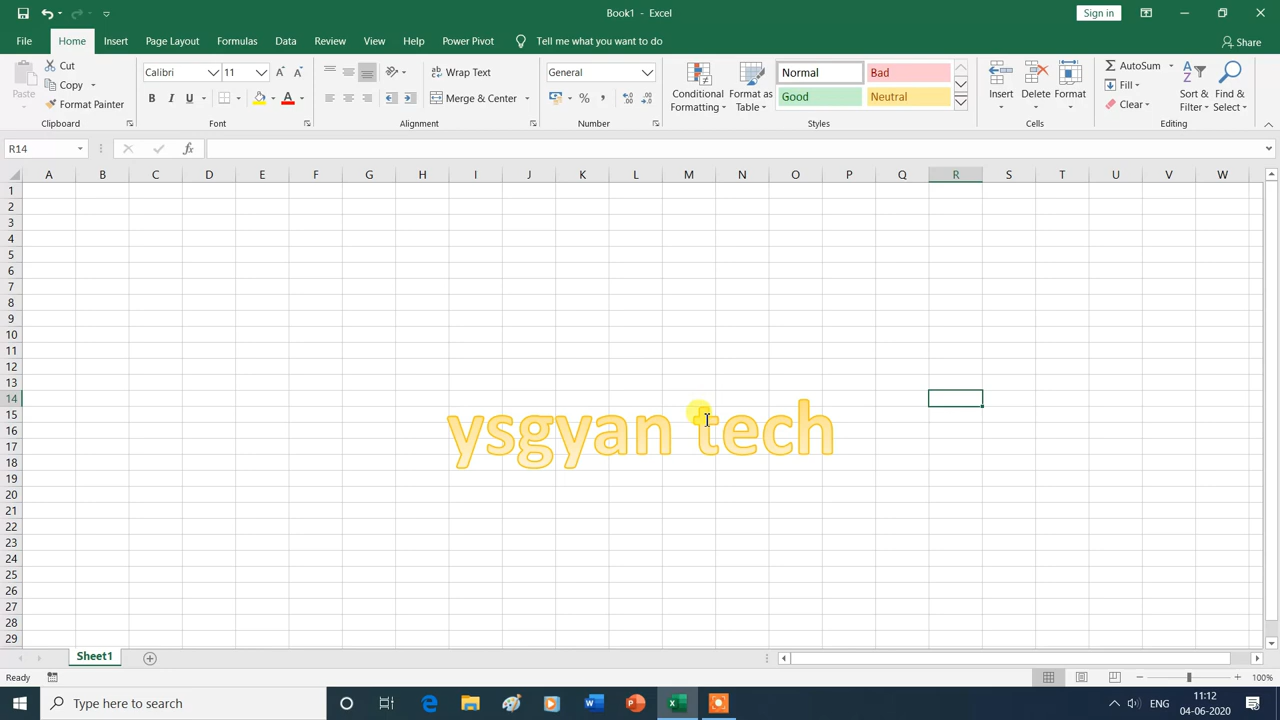 Book1 - Excel
Sign in
File Home Insert Page Layout Formulas Data Review View Help Power Pivot Tell me what you want to do Share
Paste
Cut
Copy
Format Painter
Clipboard
Calibri 11
B I U
Font
Wrap Text
Merge & Center
Alignment
General
% ,
Number
Conditional Formatting
Format as Table
Normal Bad
Good Neutral
Styles
Insert Delete Format
Cells
AutoSum
Fill
Clear
Sort & Filter
Find & Select
Editing
R14 fx
A B C D E F G H I J K L M N O P Q R S T U V W
1
2
3
4
5
6
7
8
9
10
11
12
13
14
15
16
17
18
19
20
21
22
23
24
25
26
27
28
29
ysgyan tech
Sheet1
Ready 100%
Type here to search
ENG
11:12
04-06-2020